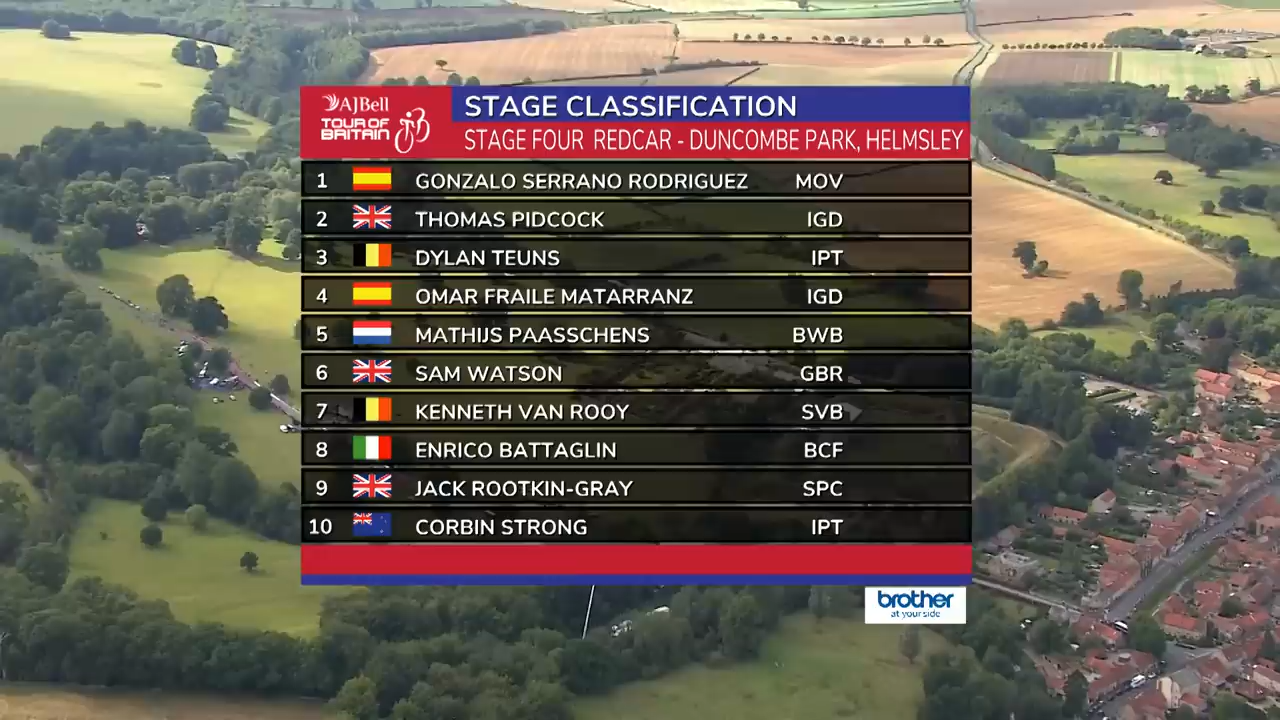 AJBell
TOUR OF
BRITAIN
STAGE CLASSIFICATION
STAGE FOUR REDCAR - DUNCOMBE PARK, HELMSLEY
1 GONZALO SERRANO RODRIGUEZ MOV
2 THOMAS PIDCOCK IGD
3 DYLAN TEUNS IPT
4 OMAR FRAILE MATARRANZ IGD
5 MATHIJS PAASSCHENS BWB
6 SAM WATSON GBR
7 KENNETH VAN ROOY SVB
8 ENRICO BATTAGLIN BCF
9 JACK ROOTKIN-GRAY SPC
10 CORBIN STRONG IPT
brother
at your side